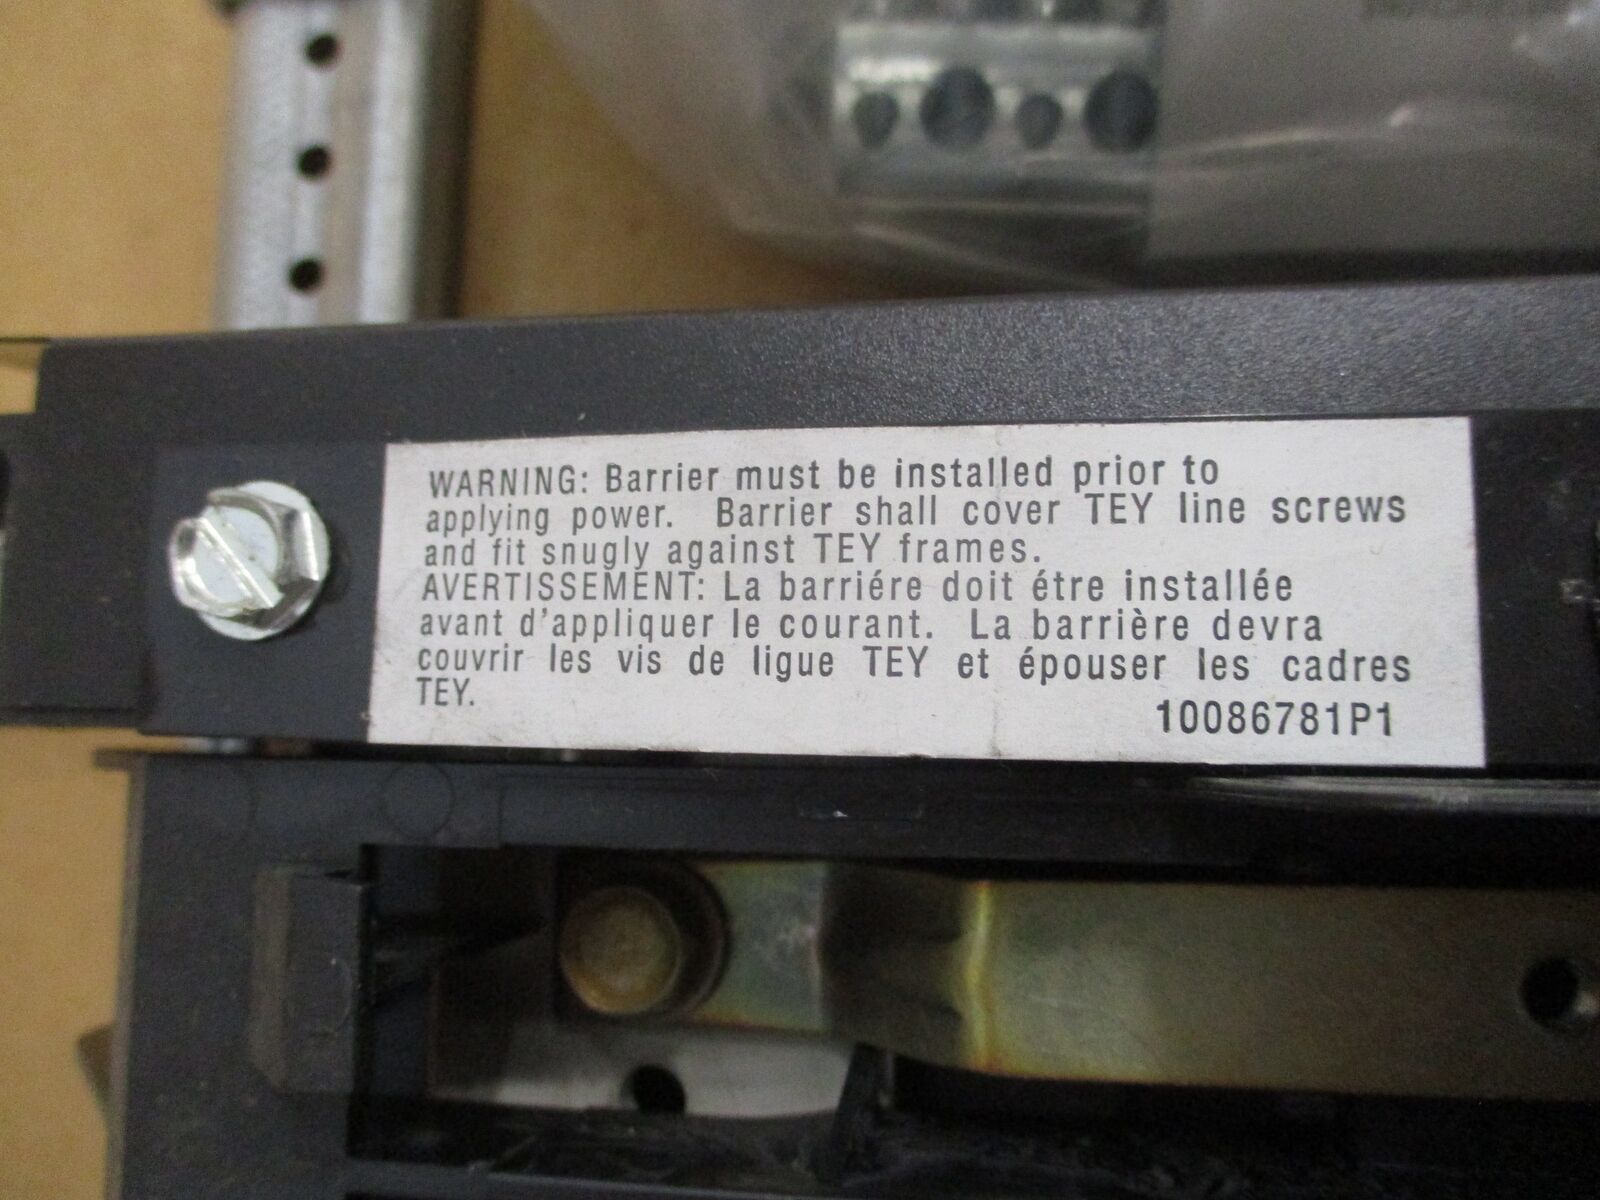 WARNING: Barrier must be installed prior to
applying power. Barrier shall cover TEY line screws
and fit snugly against TEY frames.
AVERTISSEMENT: La barriére doit étre installée
avant d'appliquer le courant. La barrière devra
couvrir les vis de ligue TEY et épouser les cadres
TEY.
10086781P1